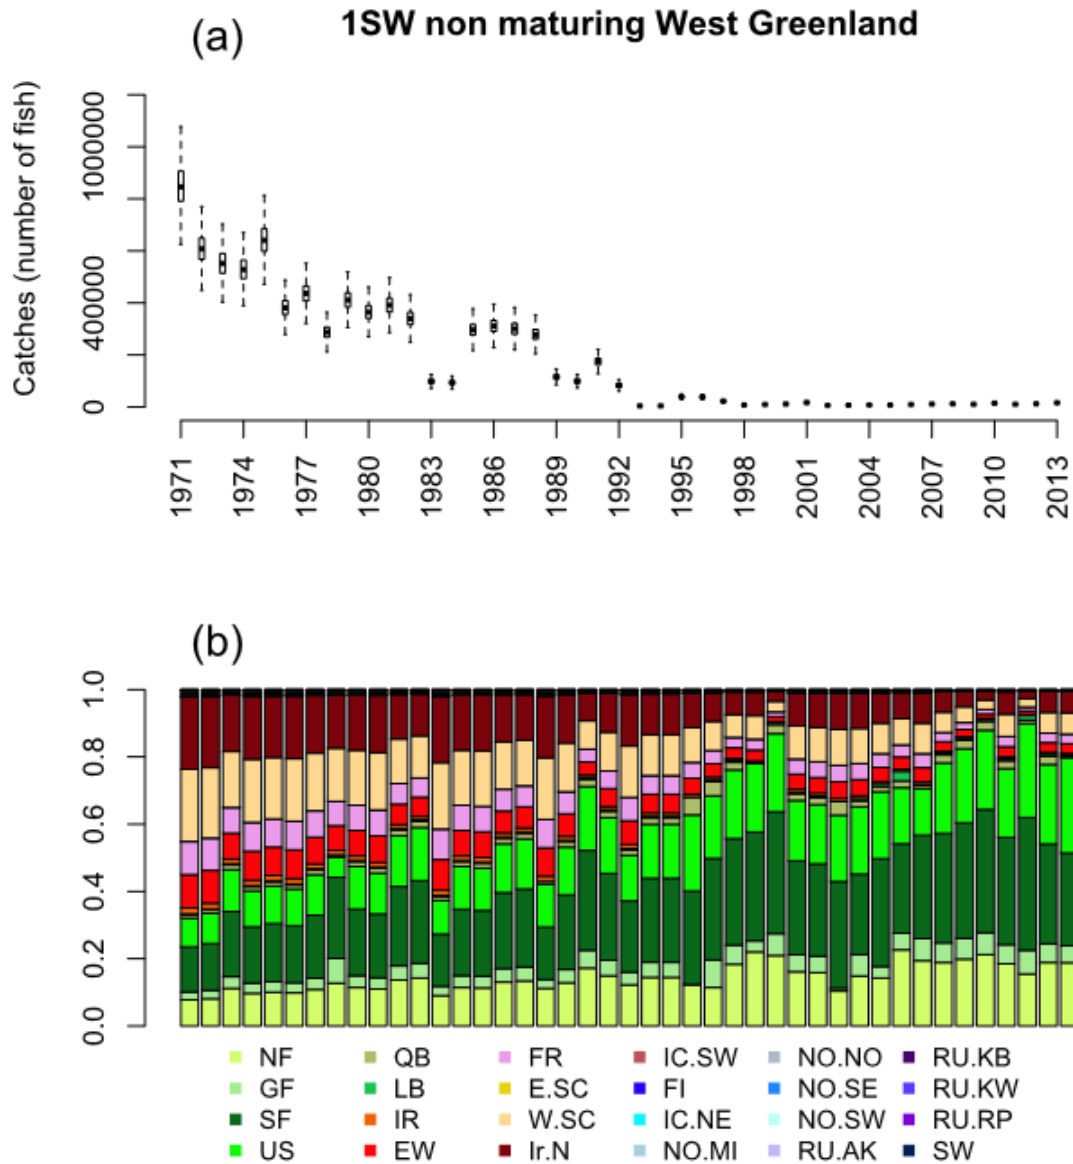 (a)
1SW non maturing West Greenland
Catches (number of fish)
1000000
400000
0
1971 1974 1977 1980 1983 1986 1989 1992 1995 1998 2001 2004 2007 2010 2013
(b)
1.0
0.8
0.6
0.4
0.2
0.0
NF QB FR IC.SW NO.NO RU.KB
GF LB E.SC FI NO.SE RU.KW
SF IR W.SC IC.NE NO.SW RU.RP
US EW Ir.N NO.MI RU.AK SW